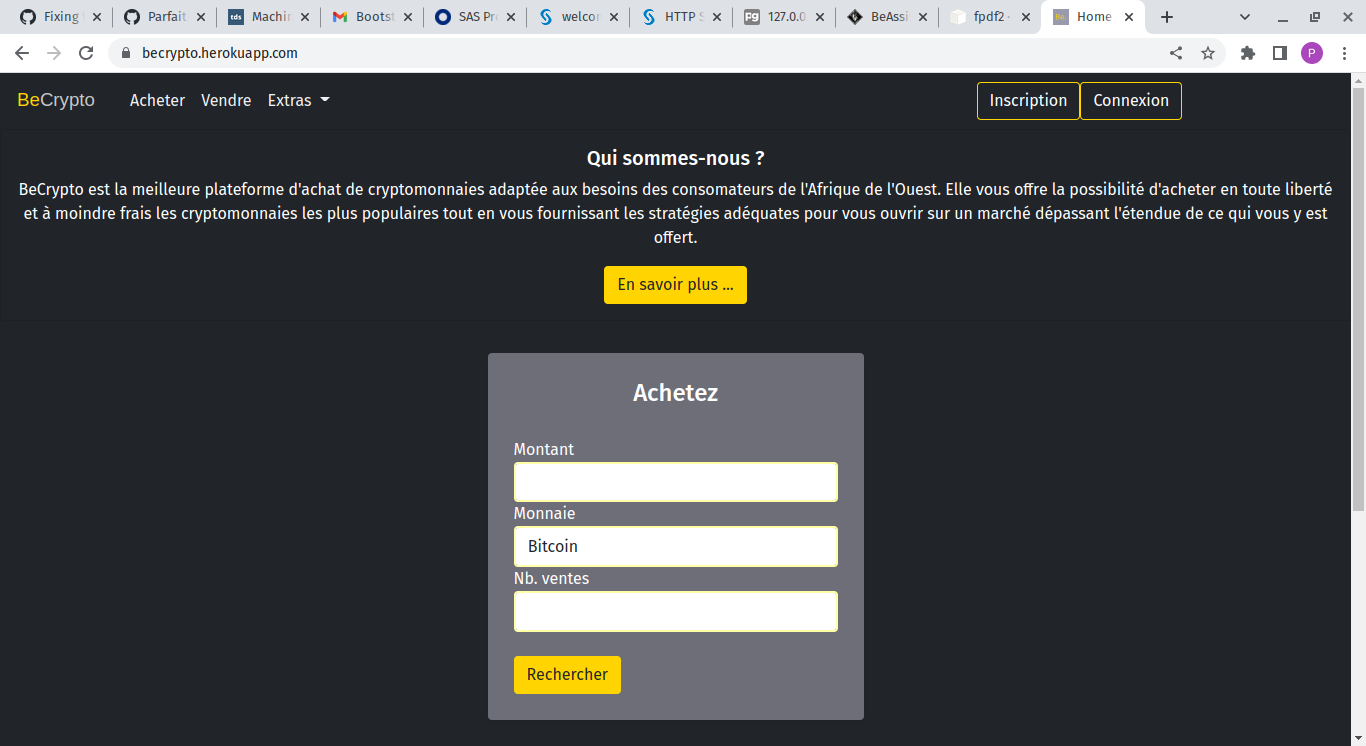 Fixing
Parfait
Machin
Bootst
SAS Pr
welcor
HTTP S
127.0.0
BeAssi
fpdf2
Home
becrypto.herokuapp.com
P
BeCrypto Acheter Vendre Extras Inscription Connexion
Qui sommes-nous ?
BeCrypto est la meilleure plateforme d'achat de cryptomonnaies adaptée aux besoins des consomateurs de l'Afrique de l'Ouest. Elle vous offre la possibilité d'acheter en toute liberté
et à moindre frais les cryptomonnaies les plus populaires tout en vous fournissant les stratégies adéquates pour vous ouvrir sur un marché dépassant l'étendue de ce qui vous y est
offert.
En savoir plus ...
Achetez
Montant
Monnaie
Bitcoin
Nb. ventes
Rechercher